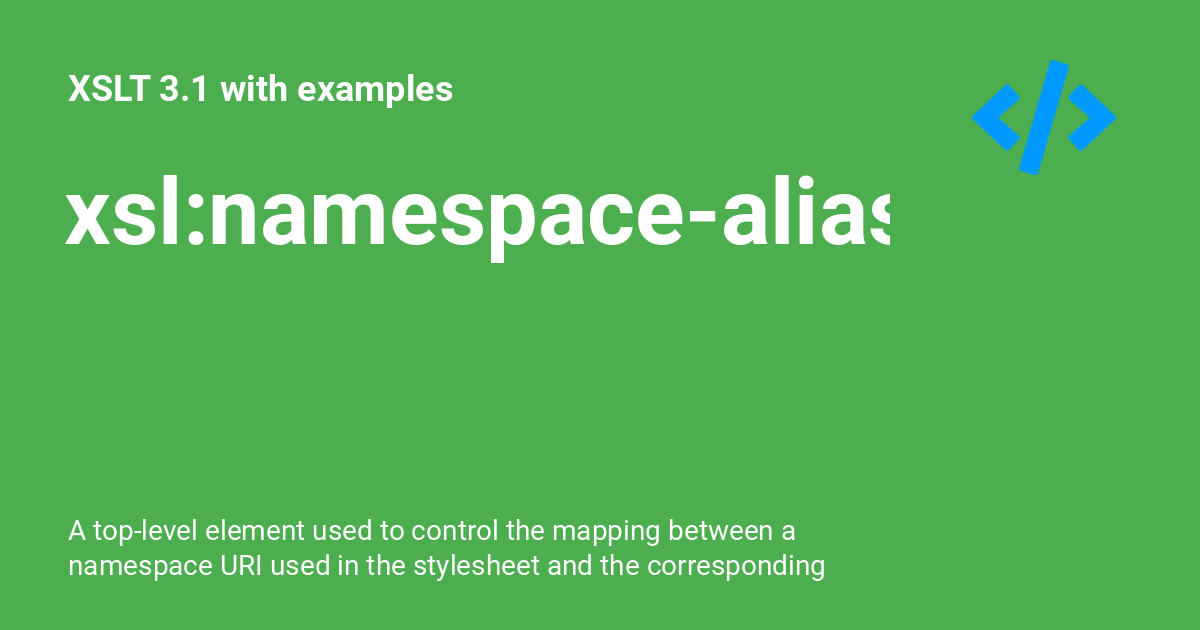 XSLT 3.1 with examples
xsl:namespace-alias
A top-level element used to control the mapping between a
namespace URI used in the stylesheet and the corresponding